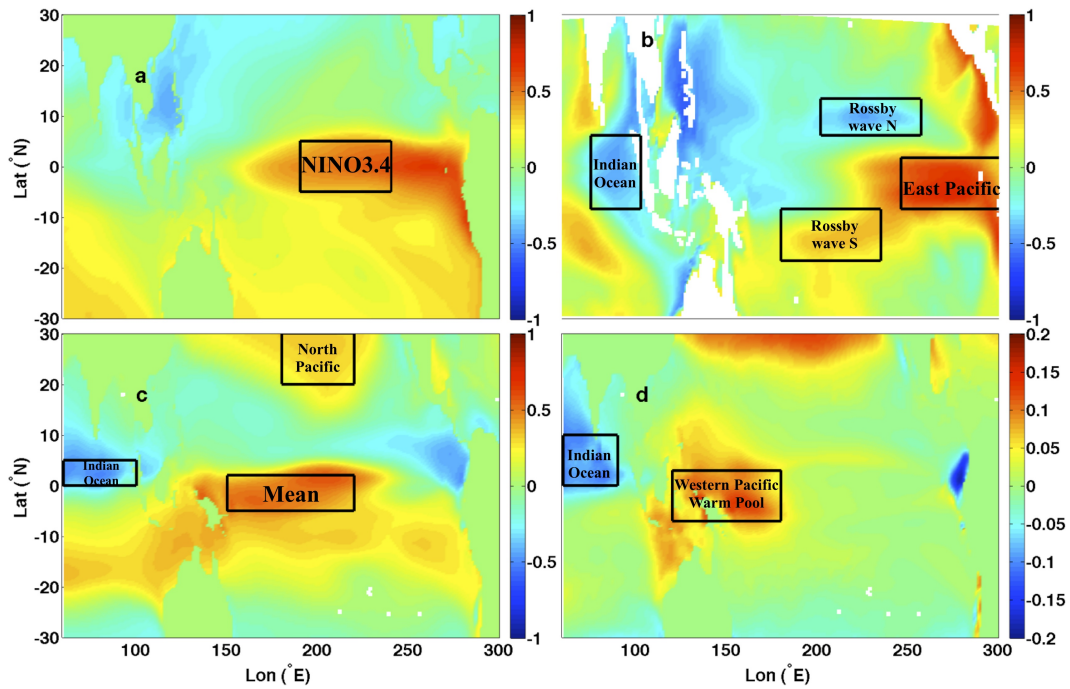 a
NINO3.4
30
20
10
0
-10
-20
-30
Lat (°N)
1
0.5
0
-0.5
-1
b
Rossby
wave N
Indian
Ocean
East Pacific
Rossby
wave S
1
0.5
0
-0.5
-1
c
North
Pacific
Indian
Ocean
Mean
30
20
10
0
-10
-20
-30
Lat (°N)
100
150
200
250
300
Lon (°E)
1
0.5
0
-0.5
-1
d
Indian
Ocean
Western Pacific
Warm Pool
100
150
200
250
300
Lon (°E)
0.2
0.15
0.1
0.05
0
-0.05
-0.1
-0.15
-0.2